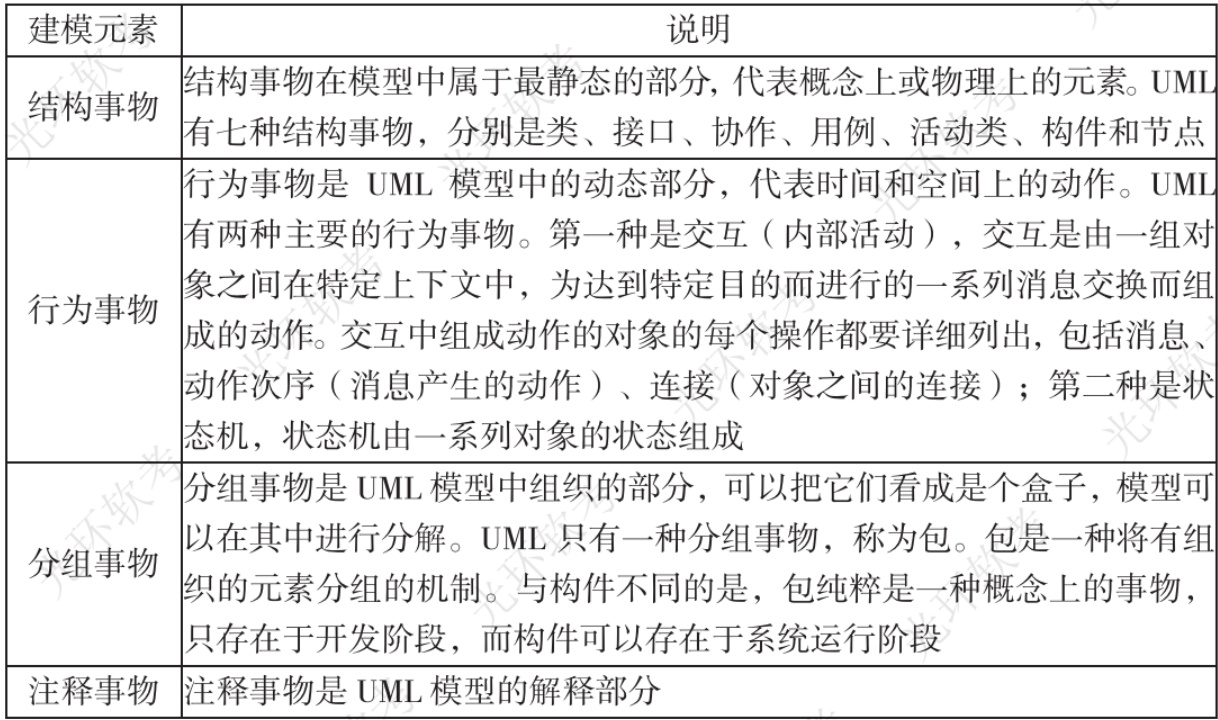 建模元素 说明
结构事物 结构事物在模型中属于最静态的部分, 代表概念上或物理上的元素。UML
有七种结构事物，分别是类、接口、协作、用例、活动类、构件和节点
行为事物是 UML 模型中的动态部分，代表时间和空间上的动作。UML
有两种主要的行为事物。第一种是交互（内部活动），交互是由一组对
象之间在特定上下文中，为达到特定目的而进行的一系列消息交换而组
行为事物 成的动作。交互中组成动作的对象的每个操作都要详细列出, 包括消息、
动作次序（消息产生的动作）、连接（对象之间的连接）；第二种是状
态机，状态机由一系列对象的状态组成
分组事物是 UML 模型中组织的部分，可以把它们看成是个盒子，模型可
以在其中进行分解。UML 只有一种分组事物，称为包。包是一种将有组
分组事物 织的元素分组的机制。与构件不同的是，包纯粹是一种概念上的事物，
只存在于开发阶段，而构件可以存在于系统运行阶段
注释事物 注释事物是 UML 模型的解释部分
光环软考